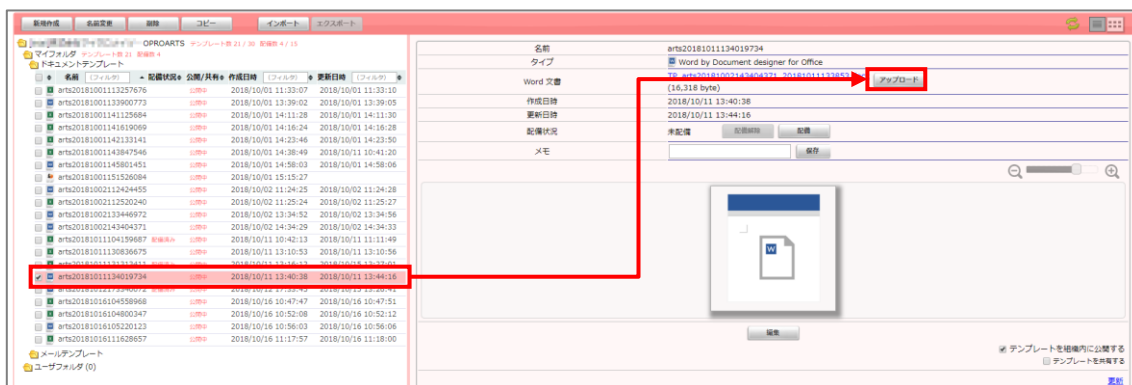 新規作成 名前変更 削除 コピー インポート エクスポート
OPROARTS テンプレート数 21 / 30 配備数 4 / 15
マイフォルダ テンプレート数 21 配備数 4
ドキュメントテンプレート
名前 (フィルタ) 配備状況 公開/共有 作成日時 (フィルタ) 更新日時 (フィルタ)
arts20181001113257676 公開中 2018/10/01 11:33:07 2018/10/01 11:33:10
arts20181001133900773 公開中 2018/10/01 13:39:02 2018/10/01 13:39:05
arts20181001141125684 公開中 2018/10/01 14:11:28 2018/10/01 14:11:30
arts20181001141619069 公開中 2018/10/01 14:16:24 2018/10/01 14:16:28
arts20181001142133141 公開中 2018/10/01 14:23:46 2018/10/01 14:23:50
arts20181001143847546 公開中 2018/10/01 14:38:49 2018/10/11 10:41:20
arts20181001145801451 公開中 2018/10/01 14:58:03 2018/10/01 14:58:06
arts20181001151526084 公開中 2018/10/01 15:15:27
arts20181002112424455 公開中 2018/10/02 11:24:25 2018/10/02 11:24:28
arts20181002112520240 公開中 2018/10/02 11:25:24 2018/10/02 11:25:27
arts20181002133446972 公開中 2018/10/02 13:34:52 2018/10/02 13:34:56
arts20181002143404371 公開中 2018/10/02 14:34:29 2018/10/02 14:34:33
arts20181011104159687 配備済み 公開中 2018/10/11 10:42:13 2018/10/11 11:11:49
arts20181011130836675 公開中 2018/10/11 13:10:53 2018/10/11 13:10:56
arts20181011134019734 公開中 2018/10/11 13:40:38 2018/10/11 13:44:16
arts20181016104558968 公開中 2018/10/16 10:47:47 2018/10/16 10:47:51
arts20181016104800347 公開中 2018/10/16 10:52:08 2018/10/16 10:52:12
arts20181016105220123 公開中 2018/10/16 10:56:03 2018/10/16 10:56:06
arts20181016111628657 公開中 2018/10/16 11:17:57 2018/10/16 11:18:00
メールテンプレート
ユーザフォルダ (0)
名前 arts20181011134019734
タイプ Word by Document designer for Office
Word 文書 アップロード
(16,318 byte)
作成日時 2018/10/11 13:40:38
更新日時 2018/10/11 13:44:16
配備状況 未配備 配備解除 配備
メモ 保存
編集
テンプレートを組織内に公開する
テンプレートを共有する
更新